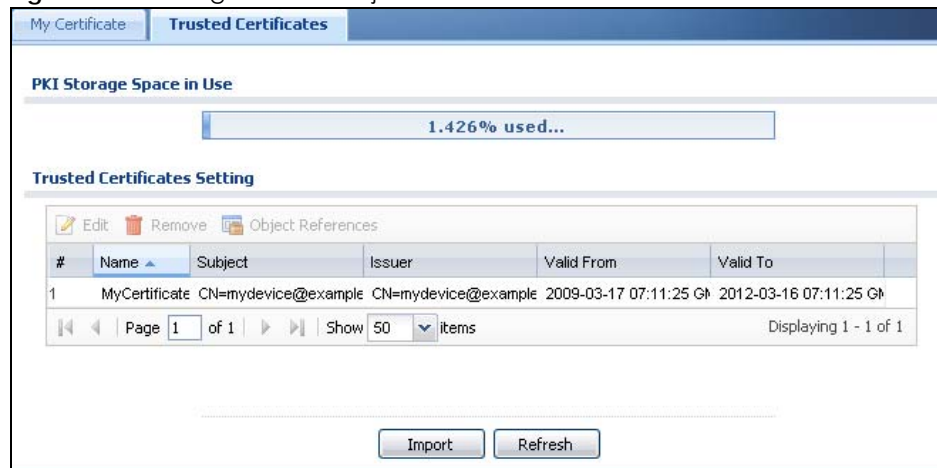 My Certificate Trusted Certificates
PKI Storage Space in Use
1.426% used...
Trusted Certificates Setting
Edit Remove Object References
# Name Subject Issuer Valid From Valid To
1 MyCertificate CN=mydevice@example CN=mydevice@example 2009-03-17 07:11:25 GM 2012-03-16 07:11:25 GM
Page 1 of 1 Show 50 items Displaying 1 - 1 of 1
Import Refresh